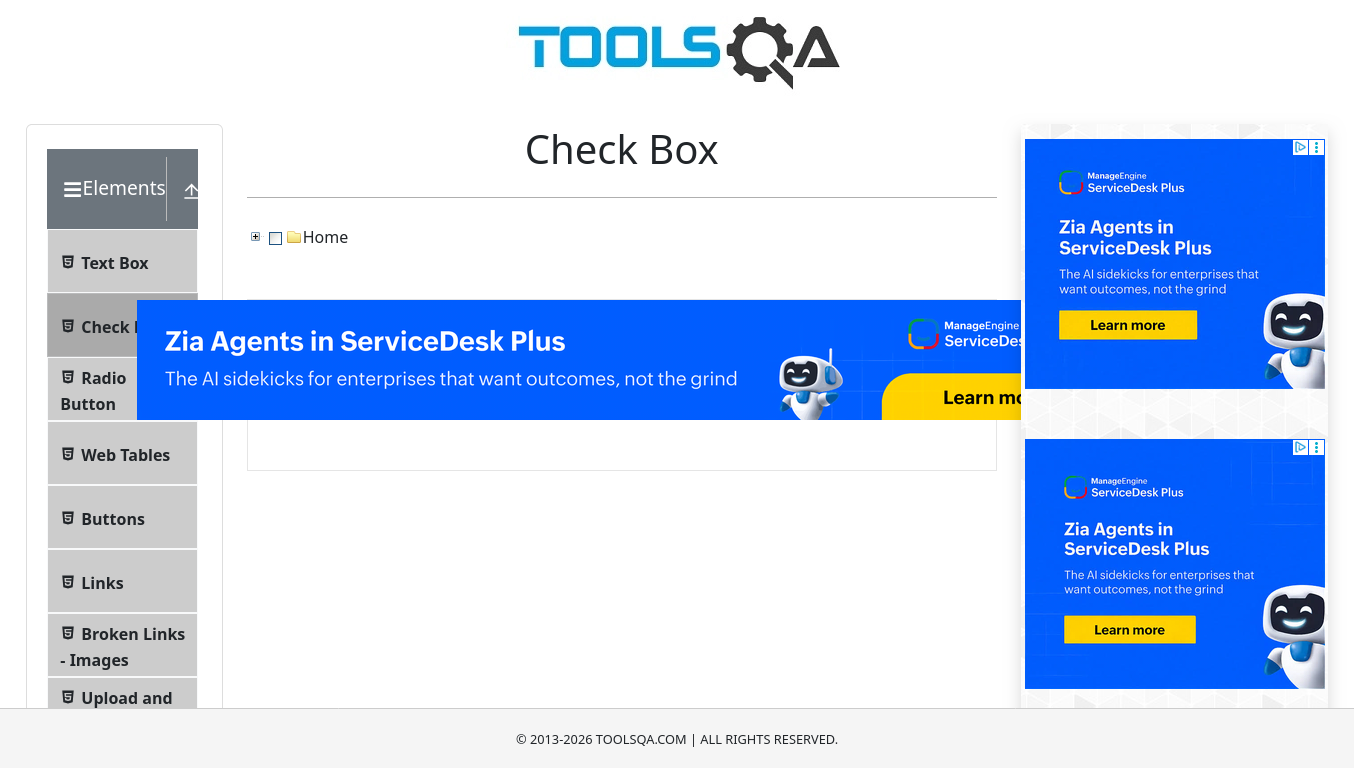 TOOLSQA
Check Box
Elements
Text Box
Check
Radio
Button
Web Tables
Buttons
Links
Broken Links
- Images
Upload and
Home
Zia Agents in ServiceDesk Plus
The AI sidekicks for enterprises that want outcomes, not the grind
ManageEngine
ServiceDes
Learn mo
ManageEngine
ServiceDesk Plus
Zia Agents in
ServiceDesk Plus
The AI sidekicks for enterprises that
want outcomes, not the grind
Learn more
ManageEngine
ServiceDesk Plus
Zia Agents in
ServiceDesk Plus
The AI sidekicks for enterprises that
want outcomes, not the grind
Learn more
© 2013-2026 TOOLSQA.COM | ALL RIGHTS RESERVED.